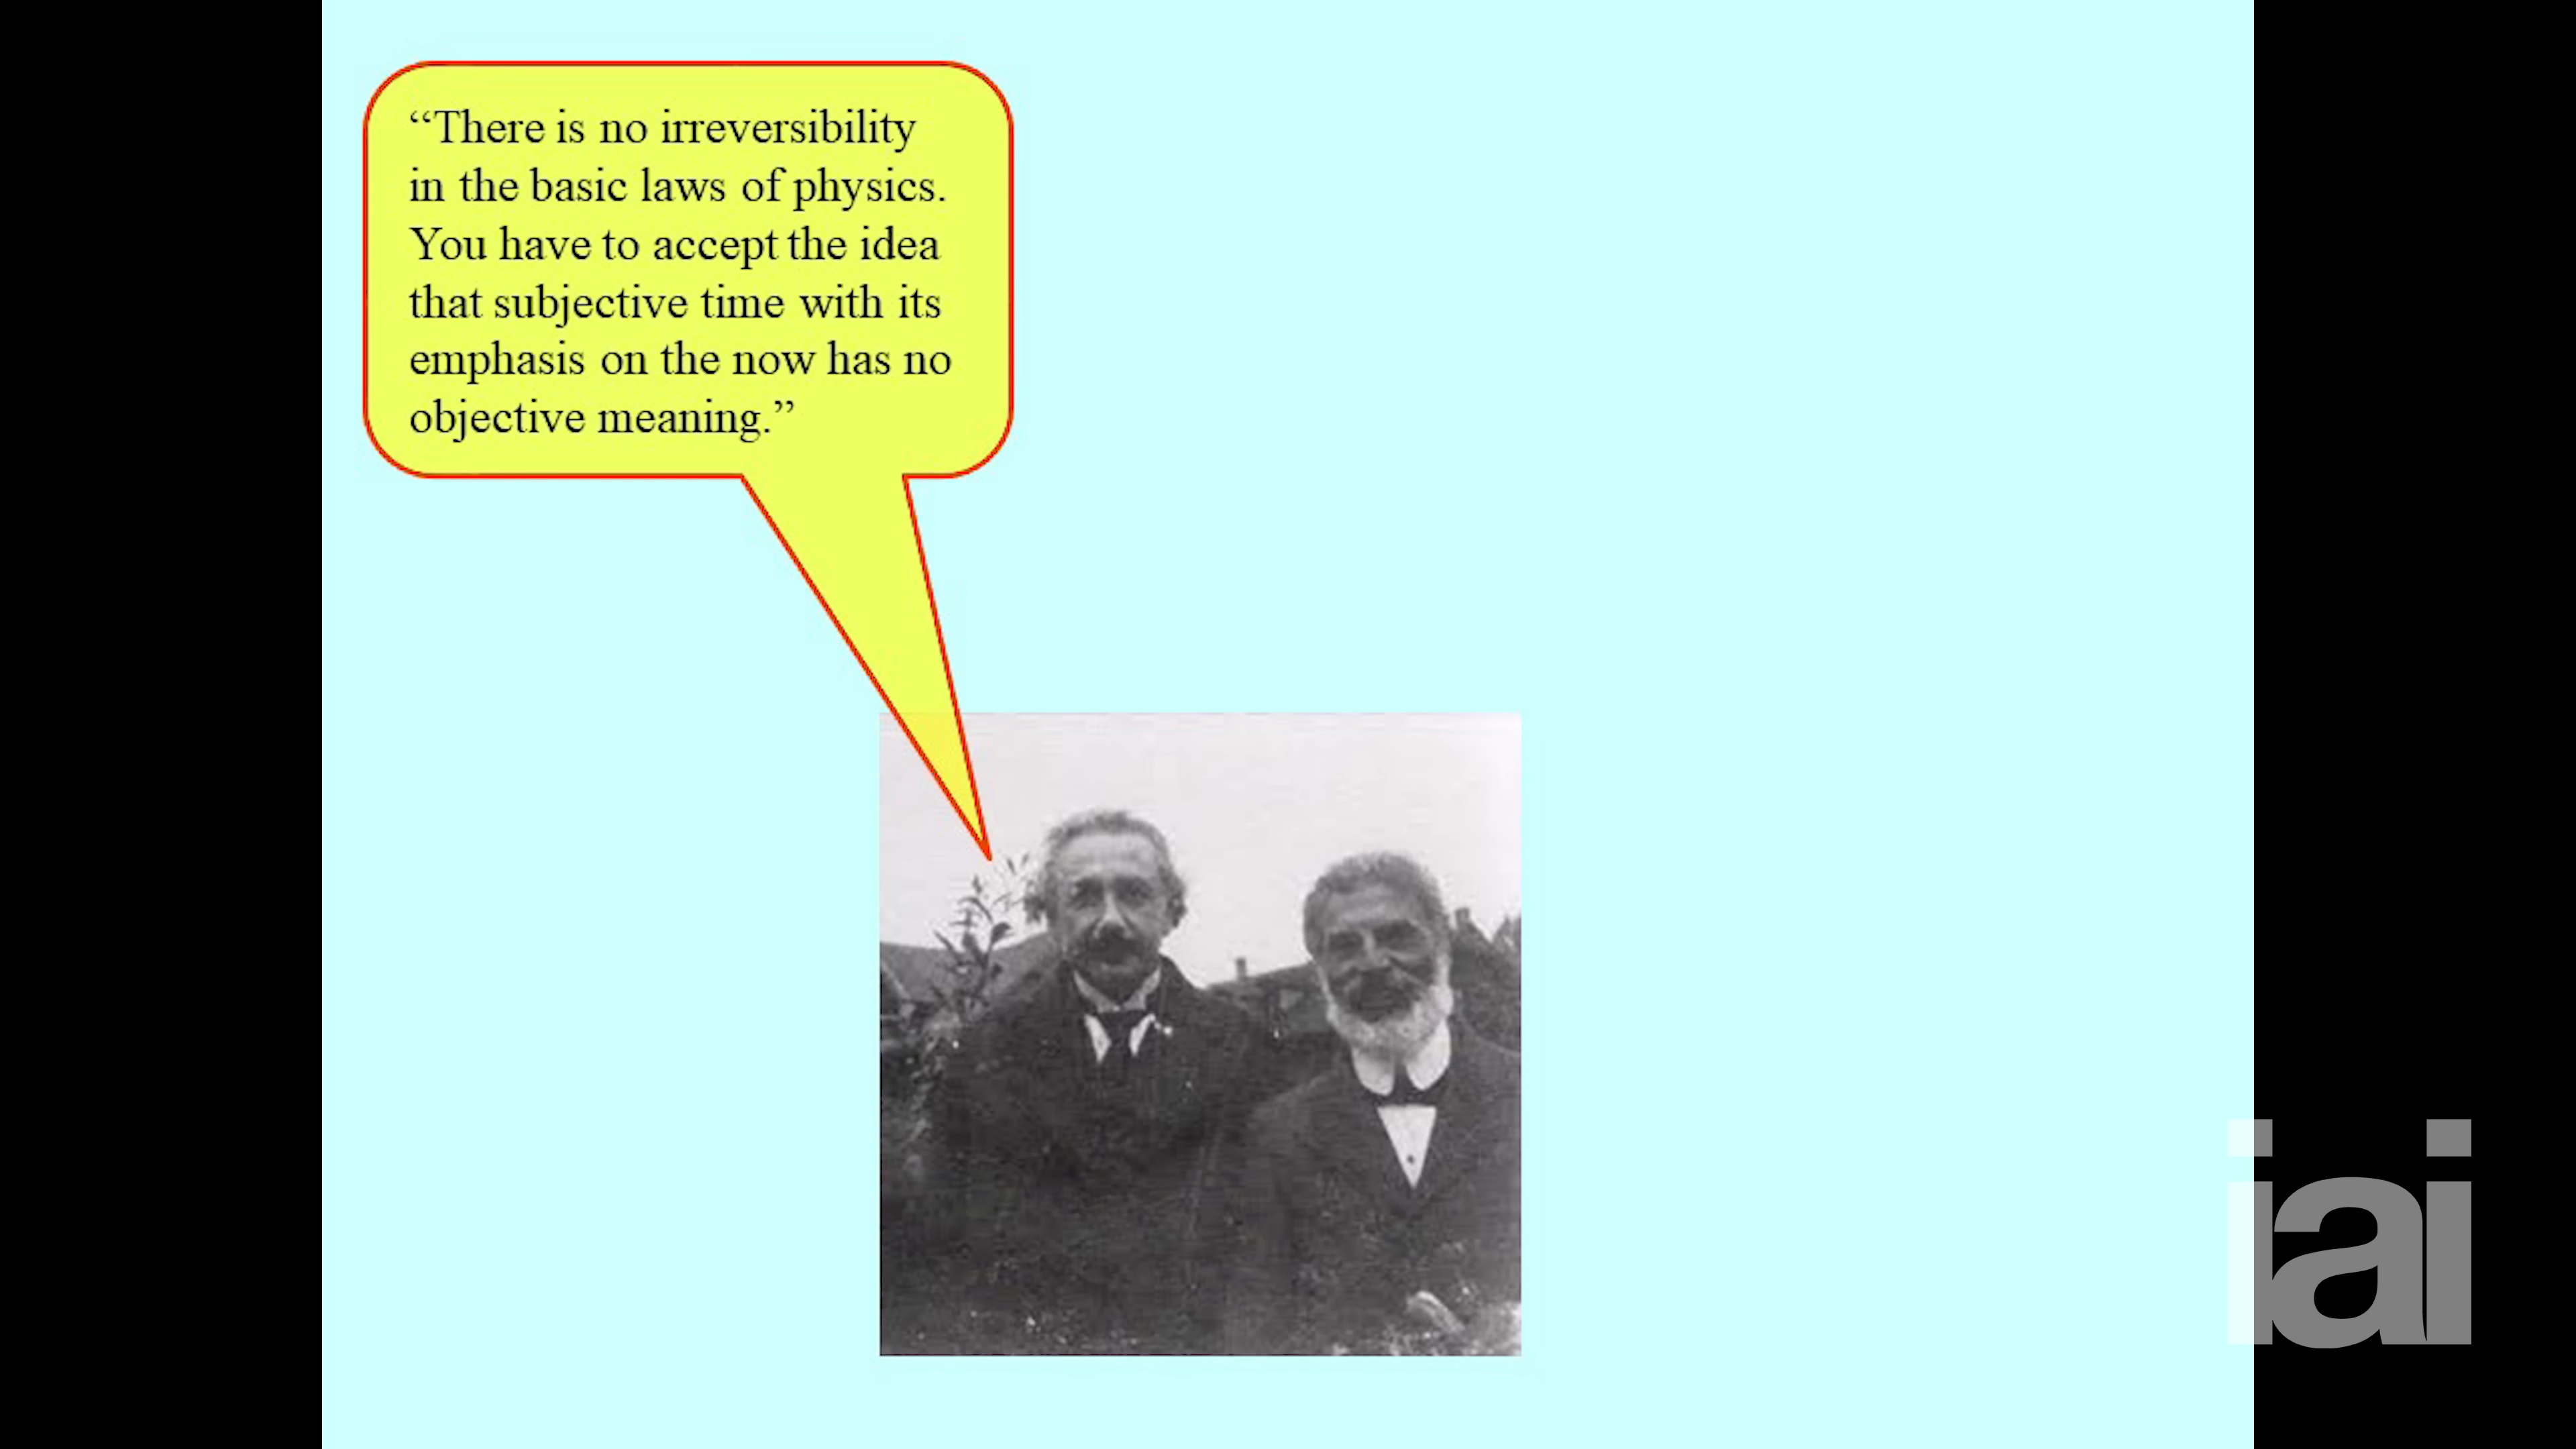 “There is no irreversibility
in the basic laws of physics.
You have to accept the idea
that subjective time with its
emphasis on the now has no
objective meaning.”
iai